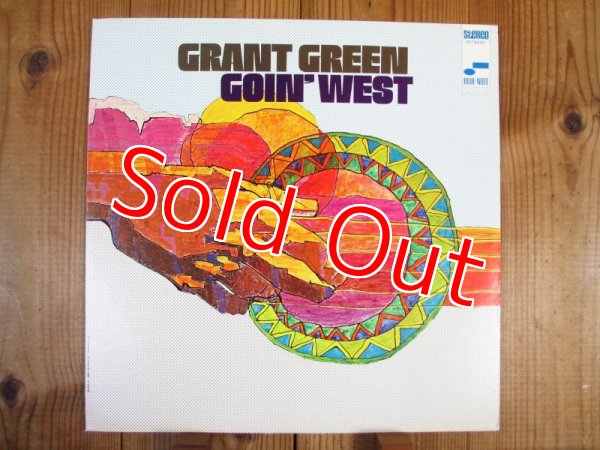 GRANT GREEN
GOIN' WEST
STEREO
BLUE NOTE
Sold Out